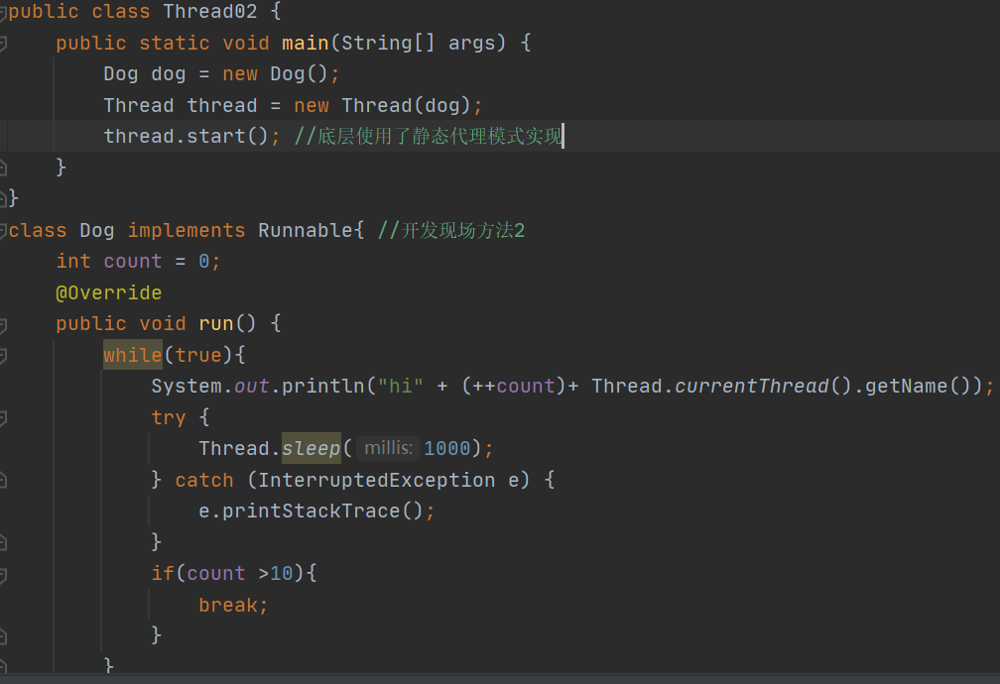 public class Thread02 {
public static void main(String[] args) {
Dog dog = new Dog();
Thread thread = new Thread(dog);
thread.start(); //底层使用了静态代理模式实现
}
}
class Dog implements Runnable{ //开发现场方法2
int count = 0;
@Override
public void run() {
while(true){
System.out.println("hi" + (++count)+ Thread.currentThread().getName());
try {
Thread.sleep( millis: 1000);
} catch (InterruptedException e) {
e.printStackTrace();
}
if(count >10){
break;
}
}